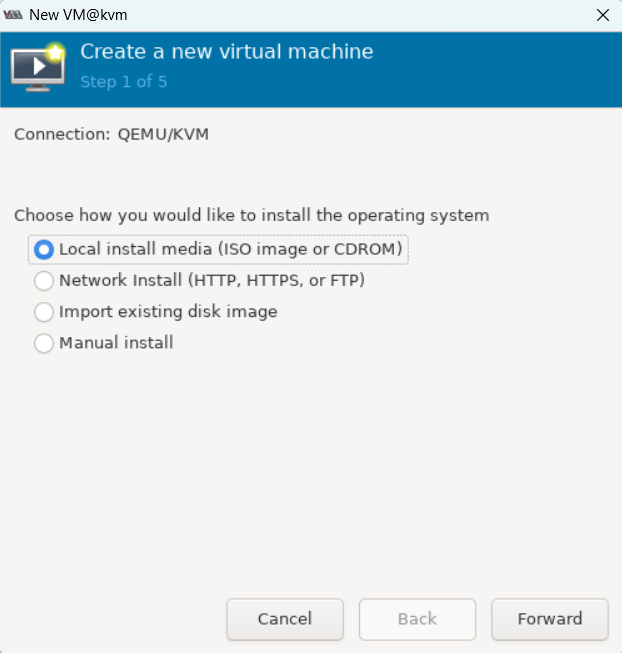 New VM@kvm
Create a new virtual machine
Step 1 of 5
Connection: QEMU/KVM
Choose how you would like to install the operating system
Local install media (ISO image or CDROM)
Network Install (HTTP, HTTPS, or FTP)
Import existing disk image
Manual install
Cancel Back Forward